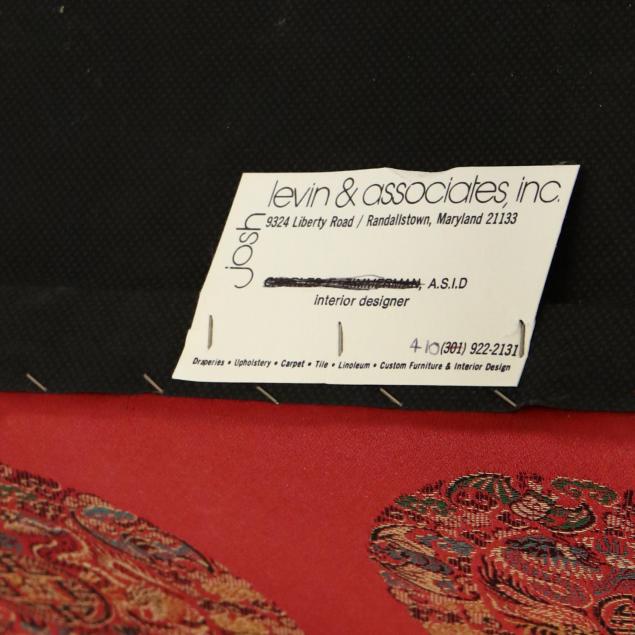 josh
levin & associates, inc.
9324 Liberty Road / Randallstown, Maryland 21133
A.S.I.D
interior designer
410 (301) 922-2131
Draperies • Upholstery • Carpet • Tile • Linoleum • Custom Furniture & Interior Design